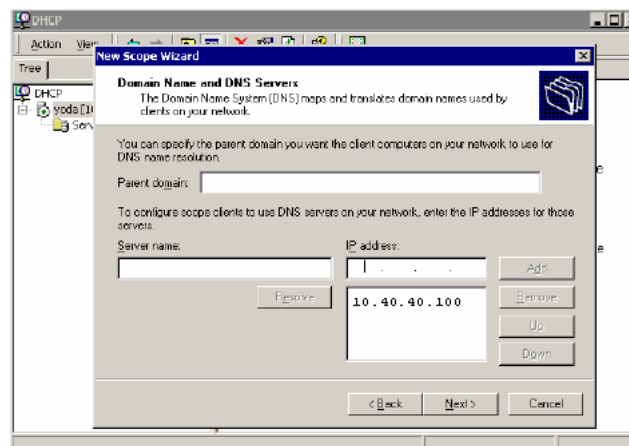 DHCP
Action View
New Scope Wizard
Tree
Domain Name and DNS Servers
The Domain Name System (DNS) maps and translates domain names used by
clients on your network.
DHCP
yoda
You can specify the parent domain you want the client computers on your network to use for
DNS name resolution.
Parent domain:
To configure scope clients to use DNS servers on your network, enter the IP addresses for those
servers.
Server name:
IP address:
Add
Resolve
10.40.40.100
Remove
Up
Down
< Back
Next >
Cancel